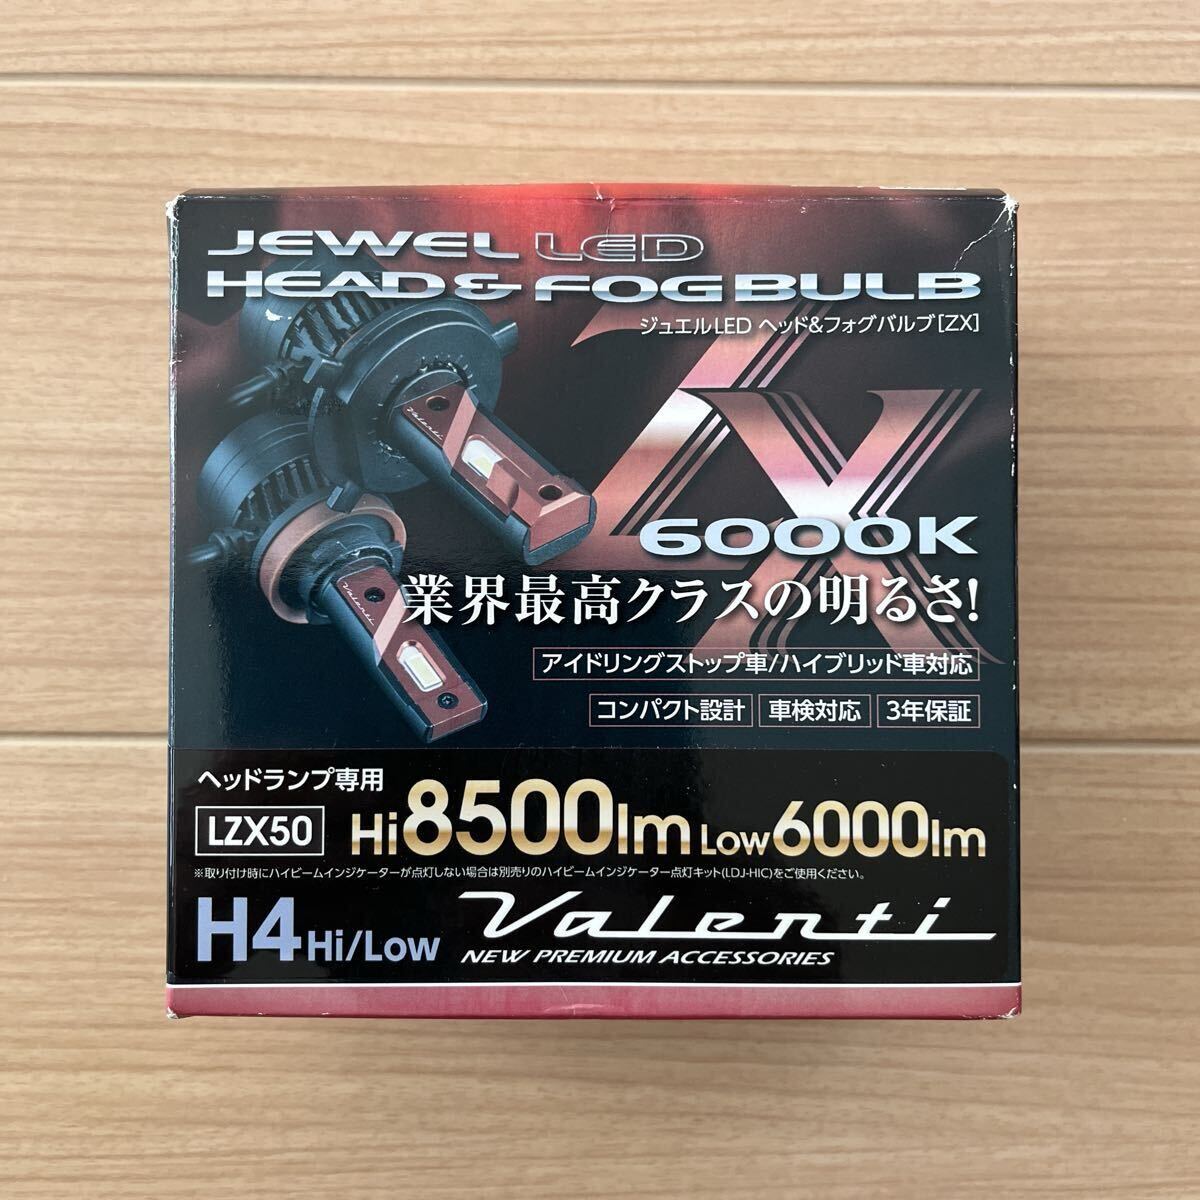 JEWEL LED
HEAD & FOG BULB
ジュエルLED ヘッド&フォグバルブ[ZX]
ZX
Valenti
Valenti
6000K
業界最高クラスの明るさ!
アイドリングストップ車/ハイブリッド車対応
コンパクト設計 車検対応 3年保証
ヘッドランプ専用
LZX50 Hi8500lm Low6000lm
※取り付け時にハイビームインジケーターが点灯しない場合は別売りのハイビームインジケーター点灯キット(LDJ-HIC)をご使用ください。
H4 Hi/Low Valenti
NEW PREMIUM ACCESSORIES